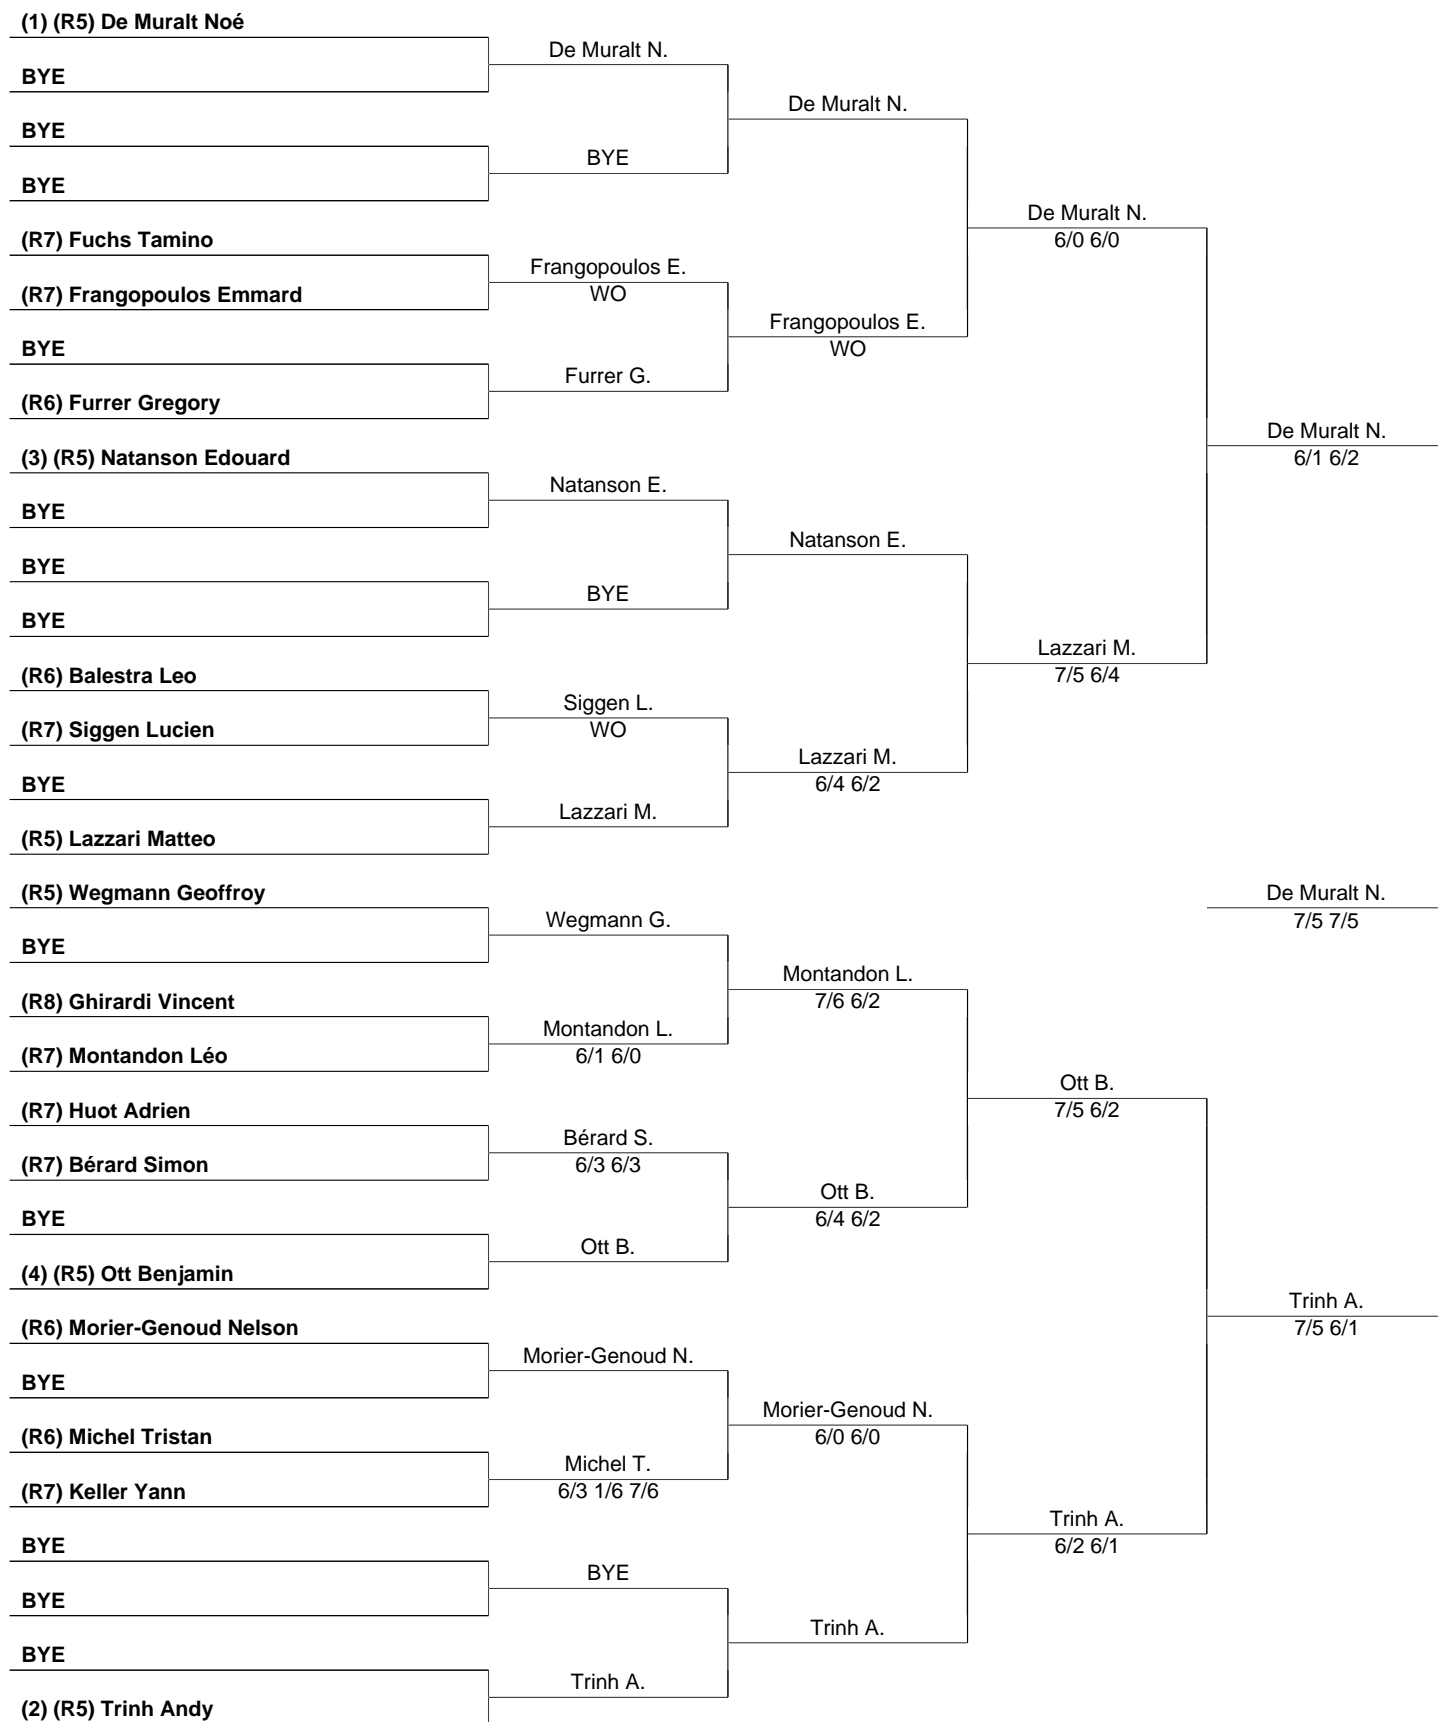 (1) (R5) De Muralt Noé
BYE
BYE
BYE
(R7) Fuchs Tamino
(R7) Frangopoulos Emmard
BYE
(R6) Furrer Gregory
(3) (R5) Natanson Edouard
BYE
BYE
BYE
(R6) Balestra Leo
(R7) Siggen Lucien
BYE
(R5) Lazzari Matteo
(R5) Wegmann Geoffroy
BYE
(R8) Ghirardi Vincent
(R7) Montandon Léo
(R7) Huot Adrien
(R7) Bérard Simon
BYE
(4) (R5) Ott Benjamin
(R6) Morier-Genoud Nelson
BYE
(R6) Michel Tristan
(R7) Keller Yann
BYE
BYE
BYE
(2) (R5) Trinh Andy
De Muralt N.
BYE
Frangopoulos E.
WO
Furrer G.
Natanson E.
BYE
Siggen L.
WO
Lazzari M.
Wegmann G.
Montandon L.
6/1 6/0
Bérard S.
6/3 6/3
Ott B.
Morier-Genoud N.
Michel T.
6/3 1/6 7/6
BYE
Trinh A.
De Muralt N.
Frangopoulos E.
WO
Natanson E.
Lazzari M.
6/4 6/2
Montandon L.
7/6 6/2
Ott B.
6/4 6/2
Morier-Genoud N.
6/0 6/0
Trinh A.
De Muralt N.
6/0 6/0
Lazzari M.
7/5 6/4
Ott B.
7/5 6/2
Trinh A.
6/2 6/1
De Muralt N.
6/1 6/2
De Muralt N.
7/5 7/5
Trinh A.
7/5 6/1